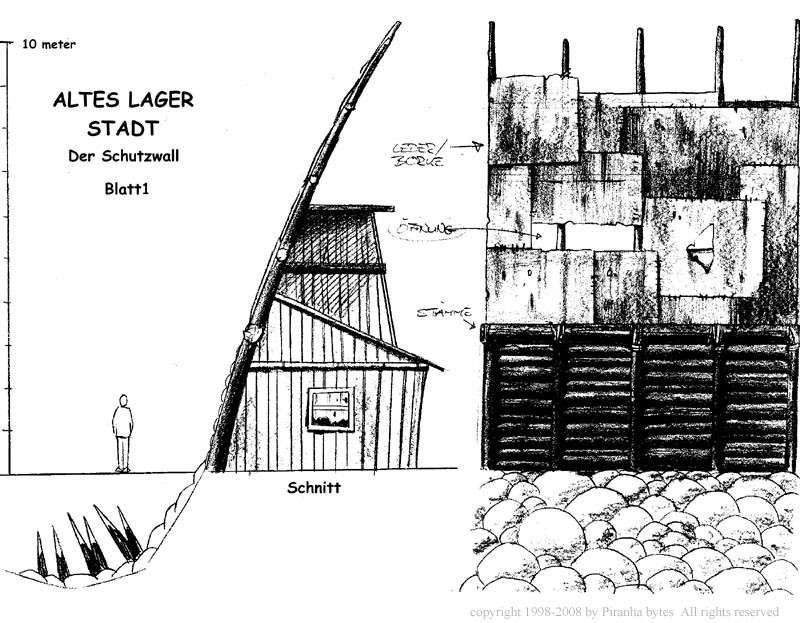 10 meter
ALTES LAGER
STADT
Der Schutzwall
Blatt1
LEDER/
BORKE
ÖFFNUNG
STÄMME
Schnitt
copyright 1998-2008 by Piranha bytes All rights reserved